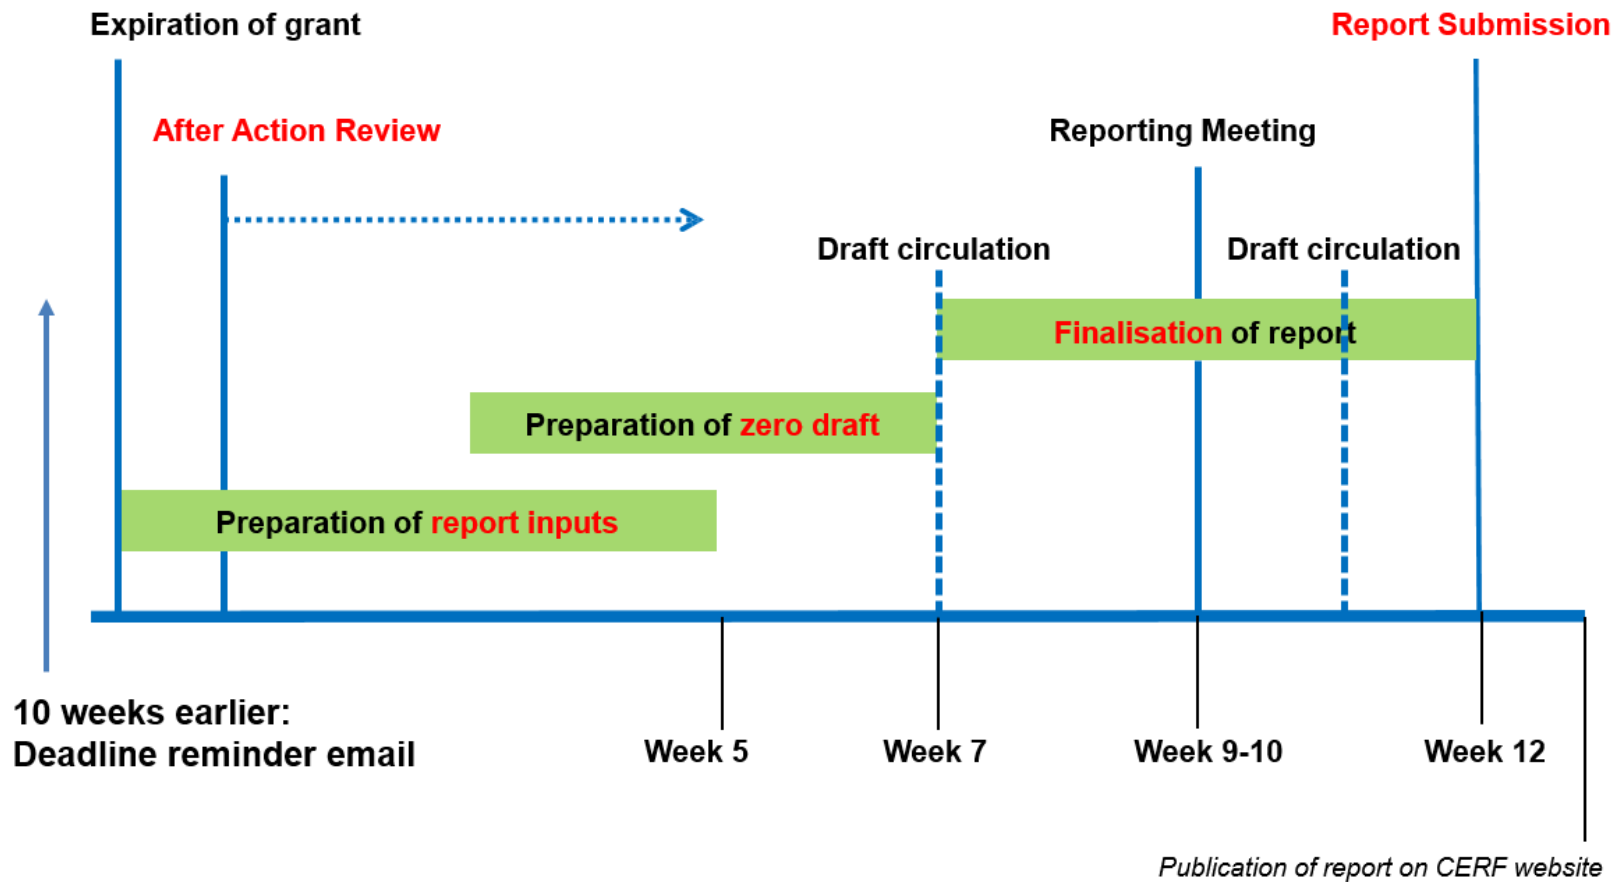 Expiration of grant
Report Submission
After Action Review
Reporting Meeting
Draft circulation
Draft circulation
Finalisation of report
Preparation of zero draft
Preparation of report inputs
10 weeks earlier:
Deadline reminder email
Week 5
Week 7
Week 9-10
Week 12
Publication of report on CERF website